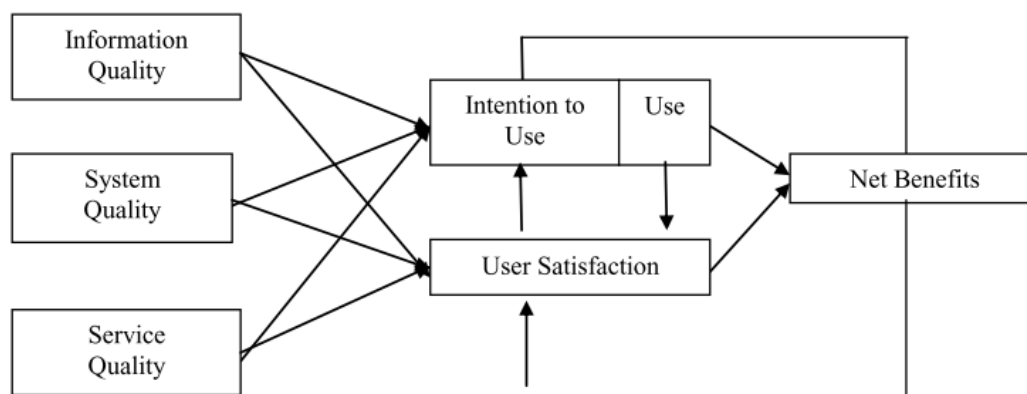 Information
Quality
Intention to
Use
Use
System
Quality
Net Benefits
User Satisfaction
Service
Quality